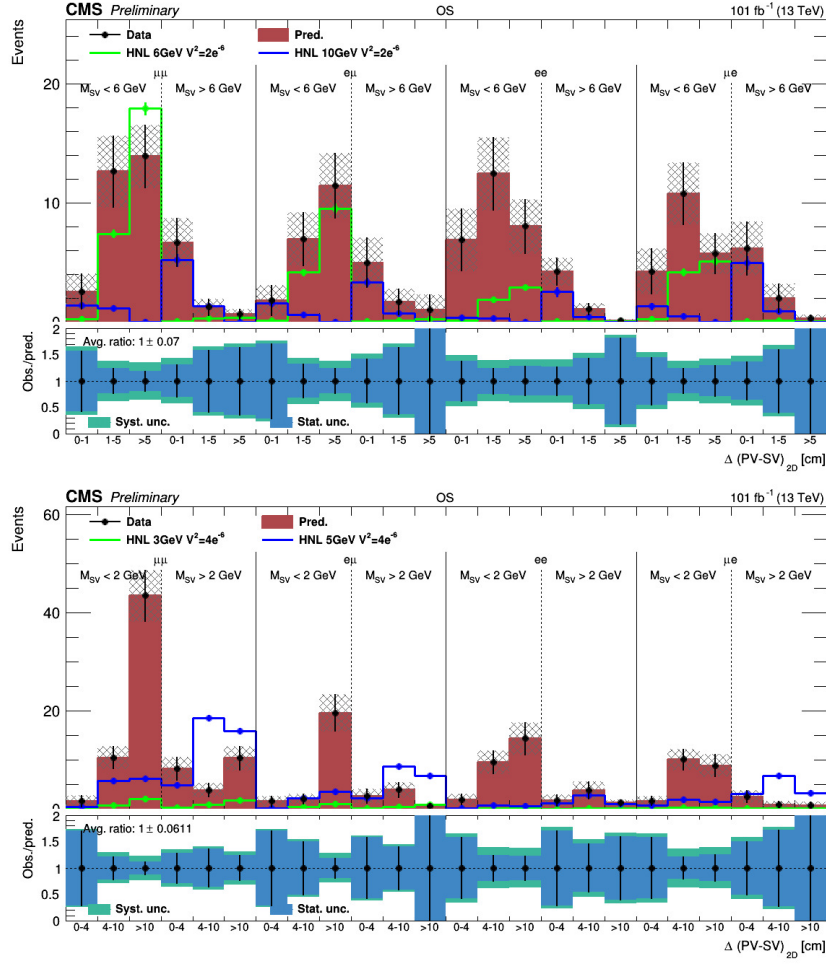 CMS Preliminary OS 101 fb⁻¹ (13 TeV)
Events
Data Pred.
HNL 6GeV V²=2e⁻⁶ HNL 10GeV V²=2e⁻⁶
20
μμ eμ ee μe
M_SV < 6 GeV M_SV > 6 GeV M_SV < 6 GeV M_SV > 6 GeV M_SV < 6 GeV M_SV > 6 GeV M_SV < 6 GeV M_SV > 6 GeV
10
0
Obs./pred.
2
Avg. ratio: 1 ± 0.07
1.5
1
0.5
Syst. unc. Stat. unc.
0
0-1 1-5 >5 0-1 1-5 >5 0-1 1-5 >5 0-1 1-5 >5 0-1 1-5 >5 0-1 1-5 >5 0-1 1-5 >5 0-1 1-5 >5
Δ (PV-SV)_2D [cm]
CMS Preliminary OS 101 fb⁻¹ (13 TeV)
Events
60
Data Pred.
HNL 3GeV V²=4e⁻⁶ HNL 5GeV V²=4e⁻⁶
μμ eμ ee μe
M_SV < 2 GeV M_SV > 2 GeV M_SV < 2 GeV M_SV > 2 GeV M_SV < 2 GeV M_SV > 2 GeV M_SV < 2 GeV M_SV > 2 GeV
40
20
0
Obs./pred.
2
Avg. ratio: 1 ± 0.0611
1.5
1
0.5
Syst. unc. Stat. unc.
0
0-4 4-10 >10 0-4 4-10 >10 0-4 4-10 >10 0-4 4-10 >10 0-4 4-10 >10 0-4 4-10 >10 0-4 4-10 >10 0-4 4-10 >10
Δ (PV-SV)_2D [cm]